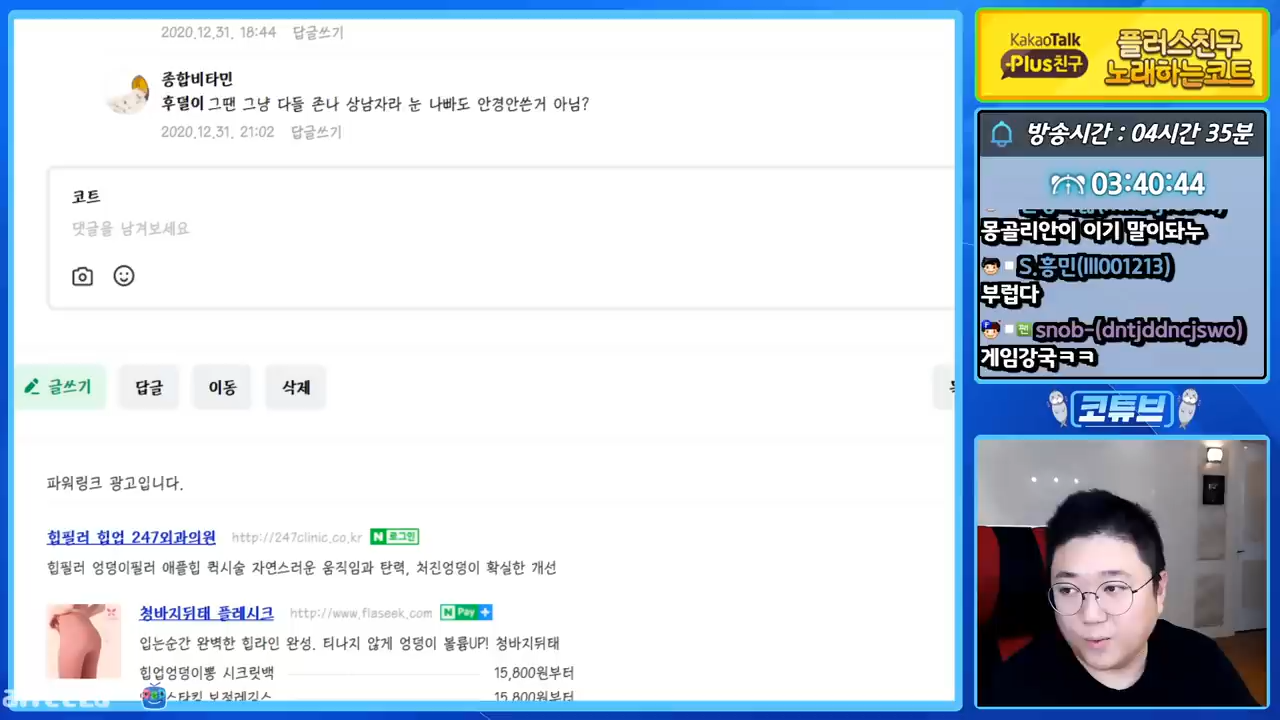 2020.12.31. 18:44 답글쓰기
종합비타민
후덜이 그땐 그냥 다들 존나 상남자라 눈 나빠도 안경안쓴거 아님?
2020.12.31. 21:02 답글쓰기
코트
댓글을 남겨보세요
글쓰기
답글
이동
삭제
파워링크 광고입니다.
힙필러 힙업 247외과의원 http://247clinic.co.kr N 로그인
힙필러 엉덩이필러 애플힙 퀵시술 자연스러운 움직임과 탄력, 처진엉덩이 확실한 개선
청바지뒤태 플레시크 http://www.flaseek.com N Pay +
입는순간 완벽한 힙라인 완성. 티나지 않게 엉덩이 볼륨UP! 청바지뒤태
힙업엉덩이뽕 시크릿백 15,800원부터
스타킹 보정레깅스 15,800원부터
KakaoTalk
Plus친구
플러스친구
노래하는코트
방송시간 : 04시간 35분
03:40:44
몽골리안이 이기 말이돠누
S.흥민(lll001213)
부럽다
팬 snob-(dntjddncjswo)
게임강국ㅋㅋ
코튜브